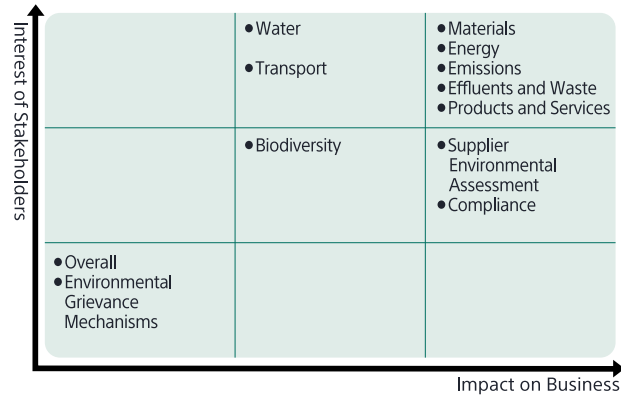 Interest of Stakeholders
● Water
● Transport
● Materials
● Energy
● Emissions
● Effluents and Waste
● Products and Services
● Biodiversity
● Supplier
Environmental
Assessment
● Compliance
● Overall
● Environmental
Grievance
Mechanisms
Impact on Business